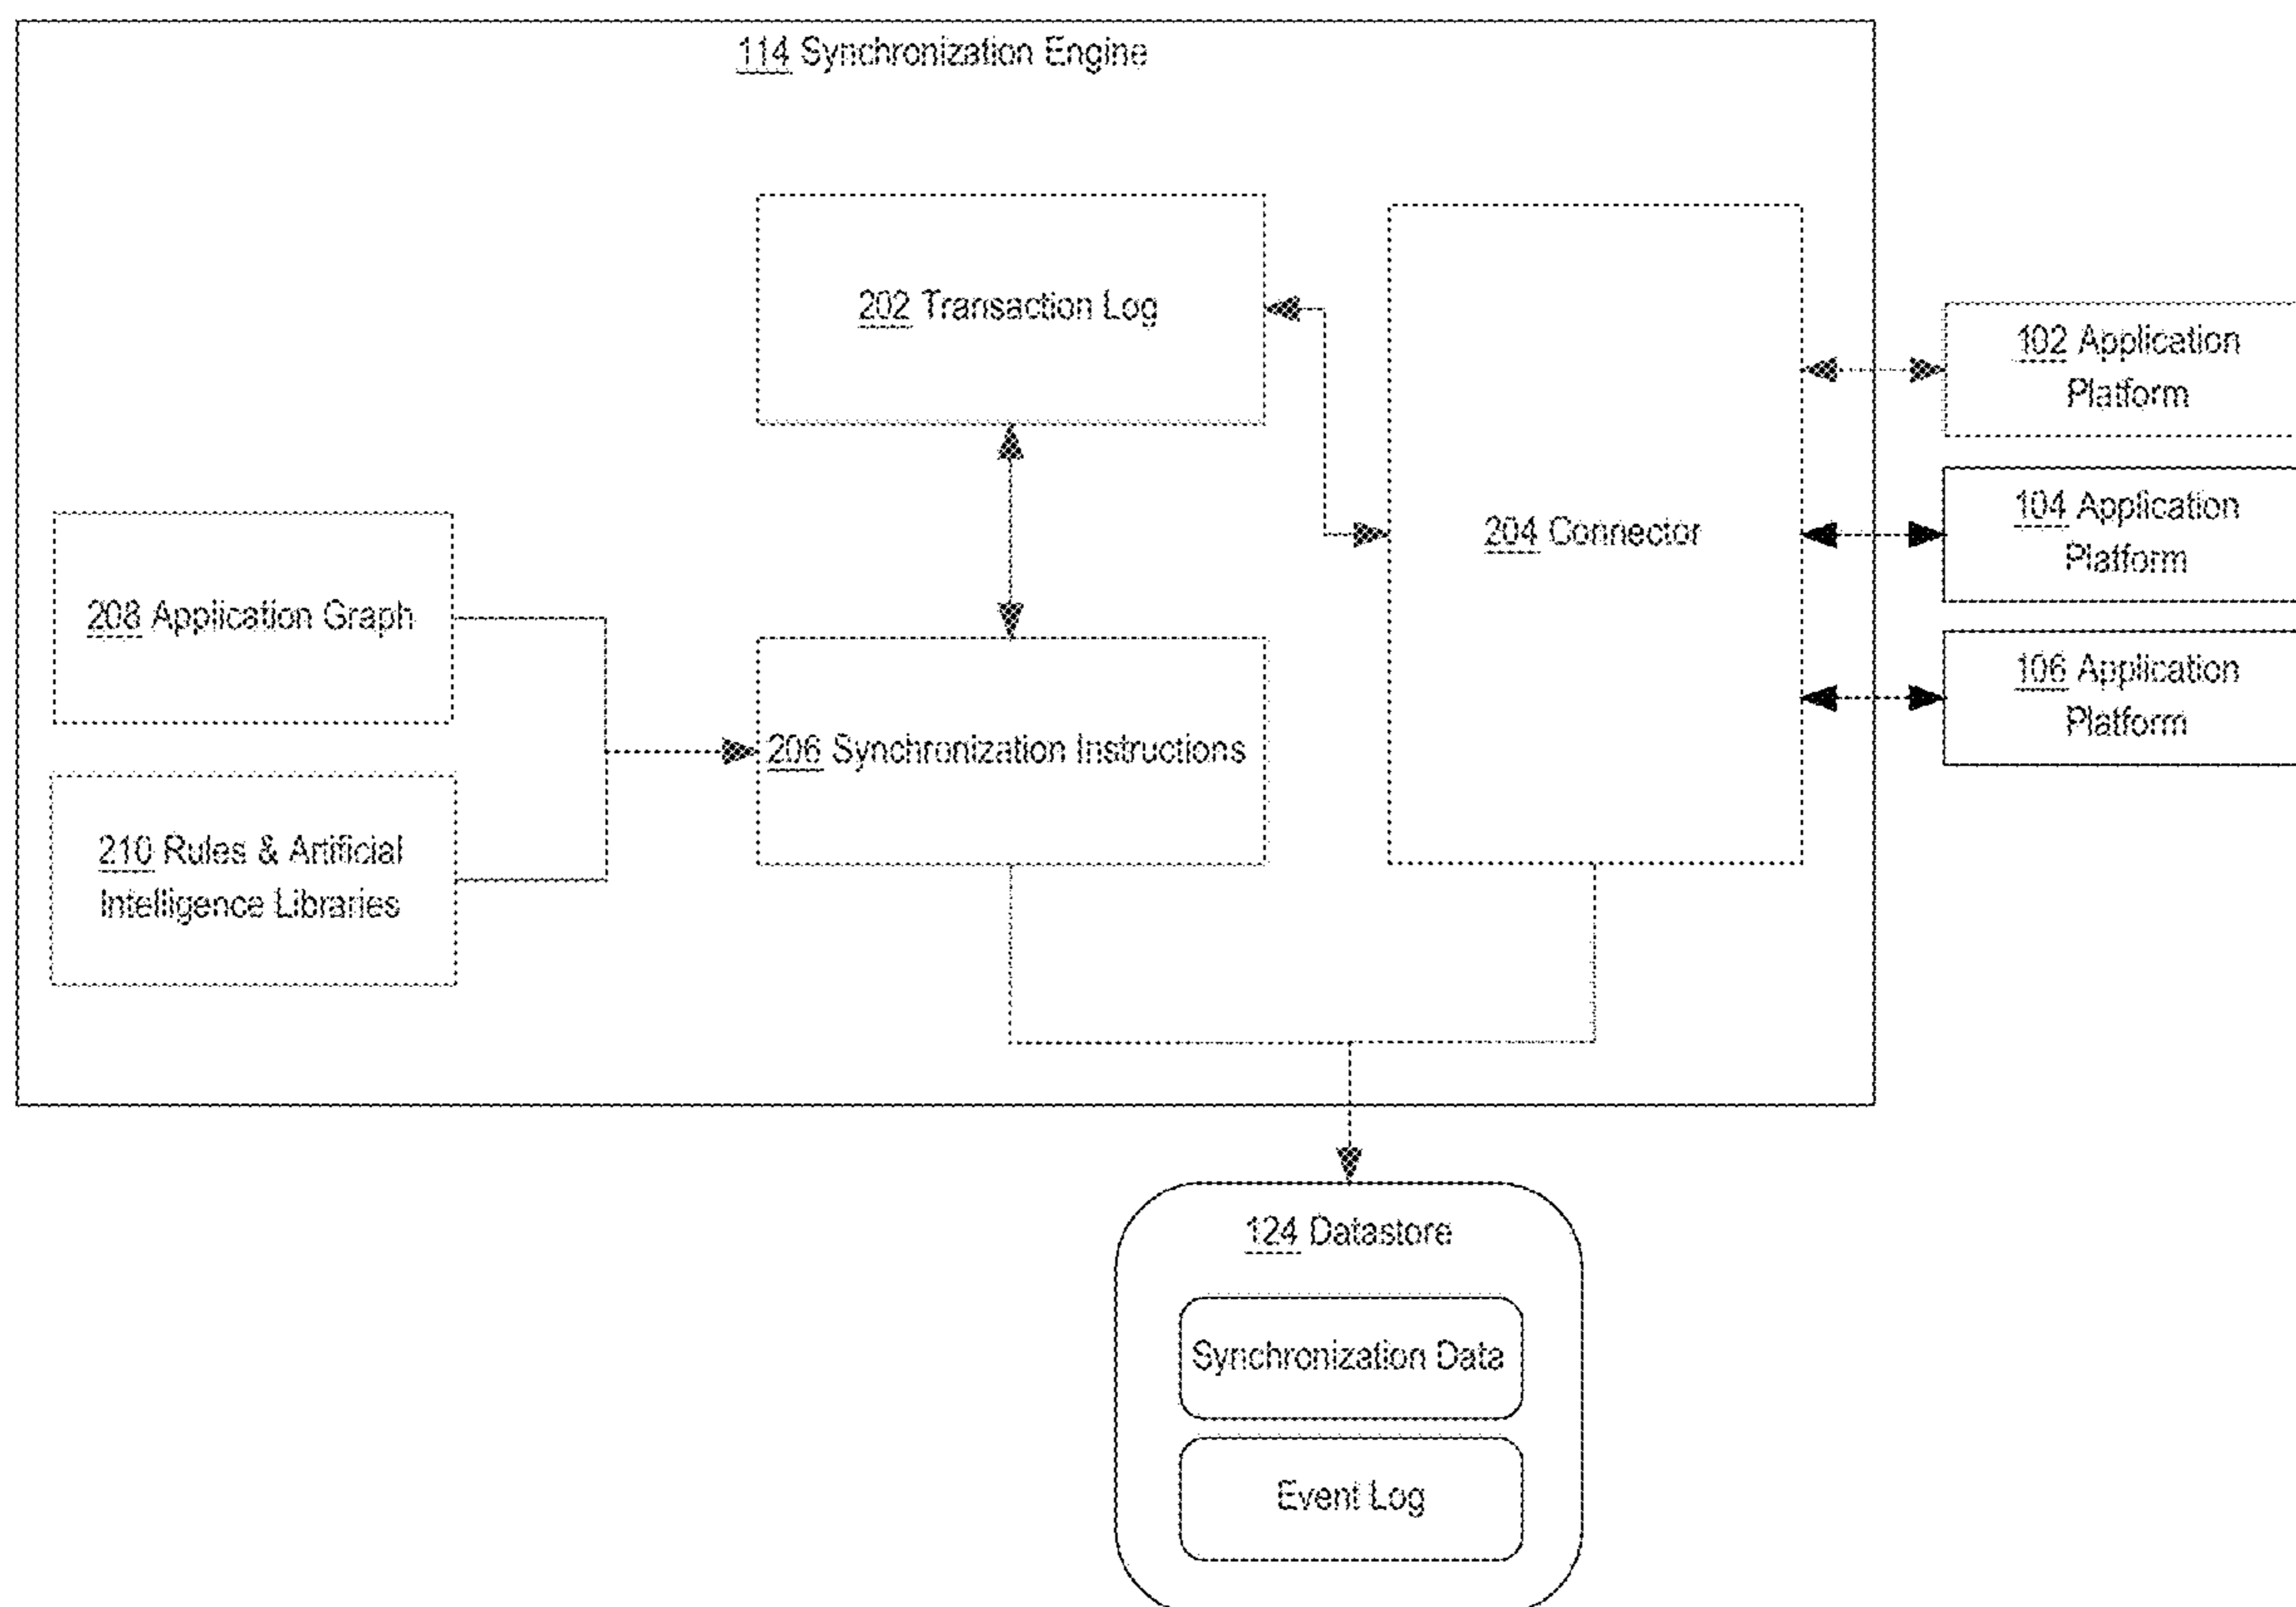 114 Synchronization Engine
202 Transaction Log
204 Connector
102 Application
Platform
104 Application
Platform
106 Application
Platform
208 Application Graph
206 Synchronization Instructions
210 Rules & Artificial
Intelligence Libraries
124 Datastore
Synchronization Data
Event Log